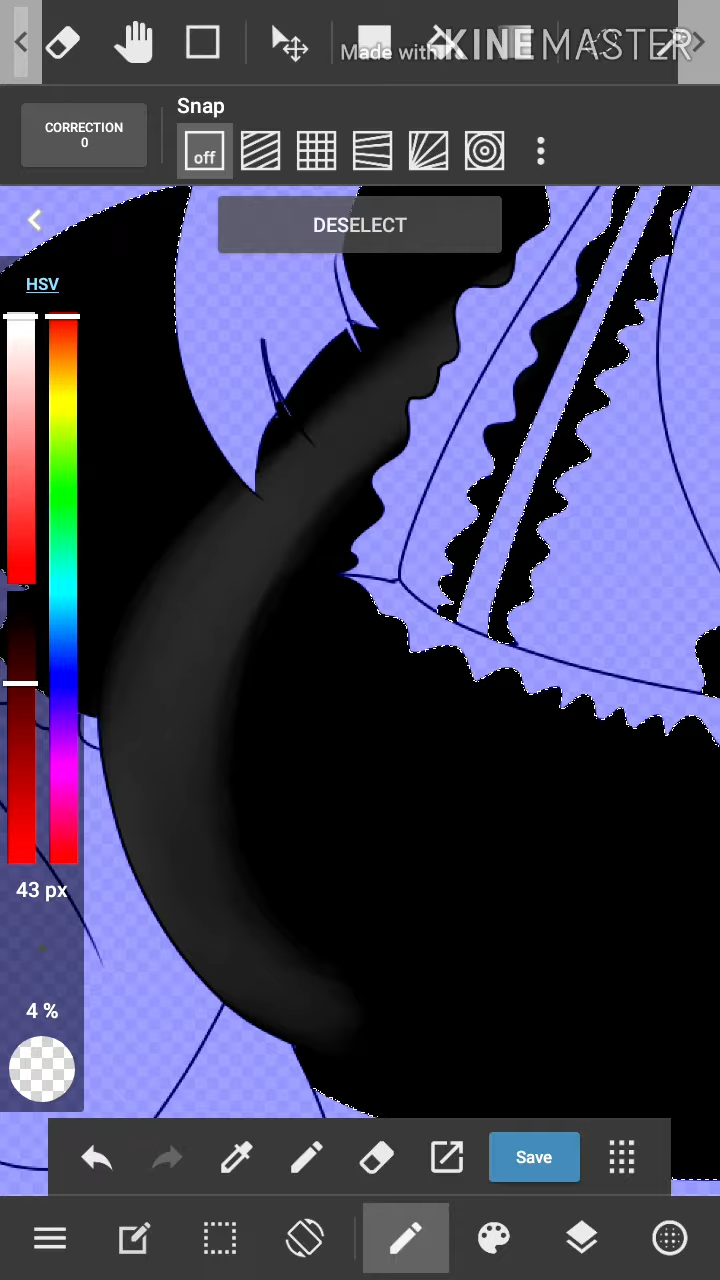 Made with KINEMASTER
CORRECTION
0
Snap
off
DESELECT
HSV
43 px
4 %
Save